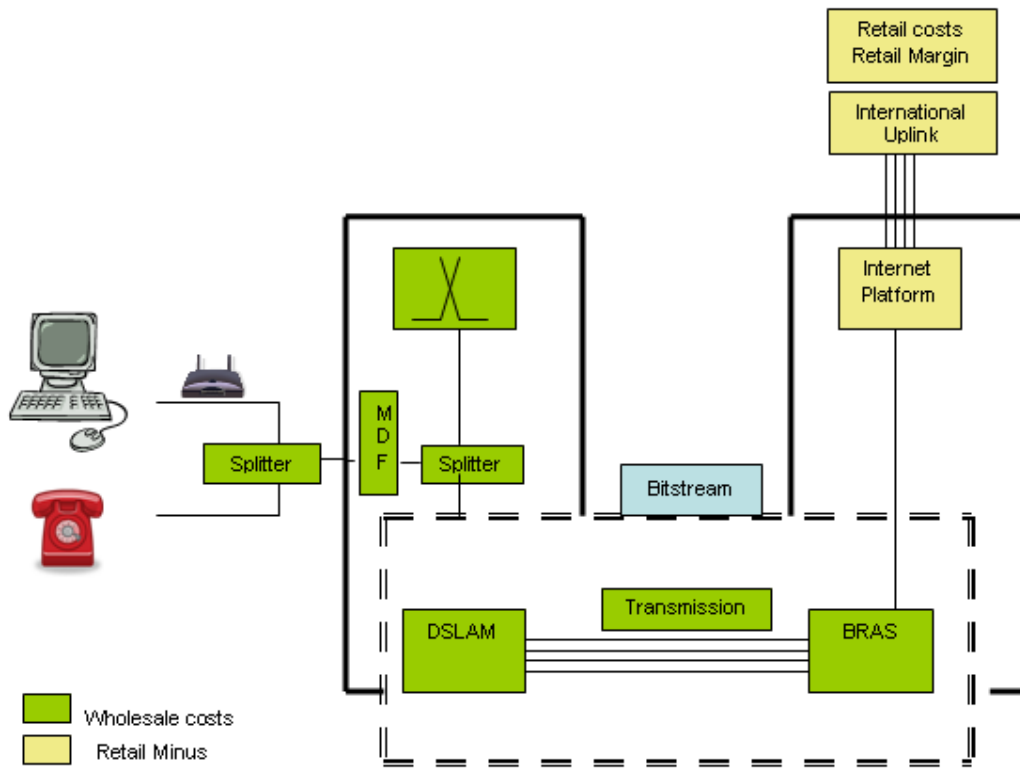 Retail costs
Retail Margin
International
Uplink
Internet
Platform
M
D
F
Splitter
Splitter
Bitstream
Transmission
DSLAM
BRAS
Wholesale costs
Retail Minus